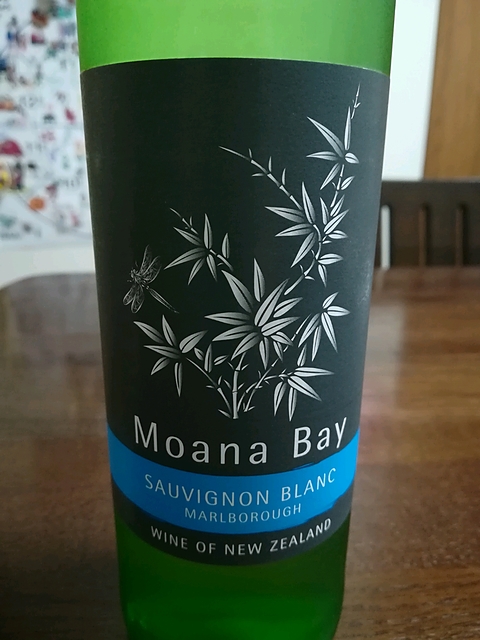 Moana Bay
SAUVIGNON BLANC
MARLBOROUGH
WINE OF NEW ZEALAND